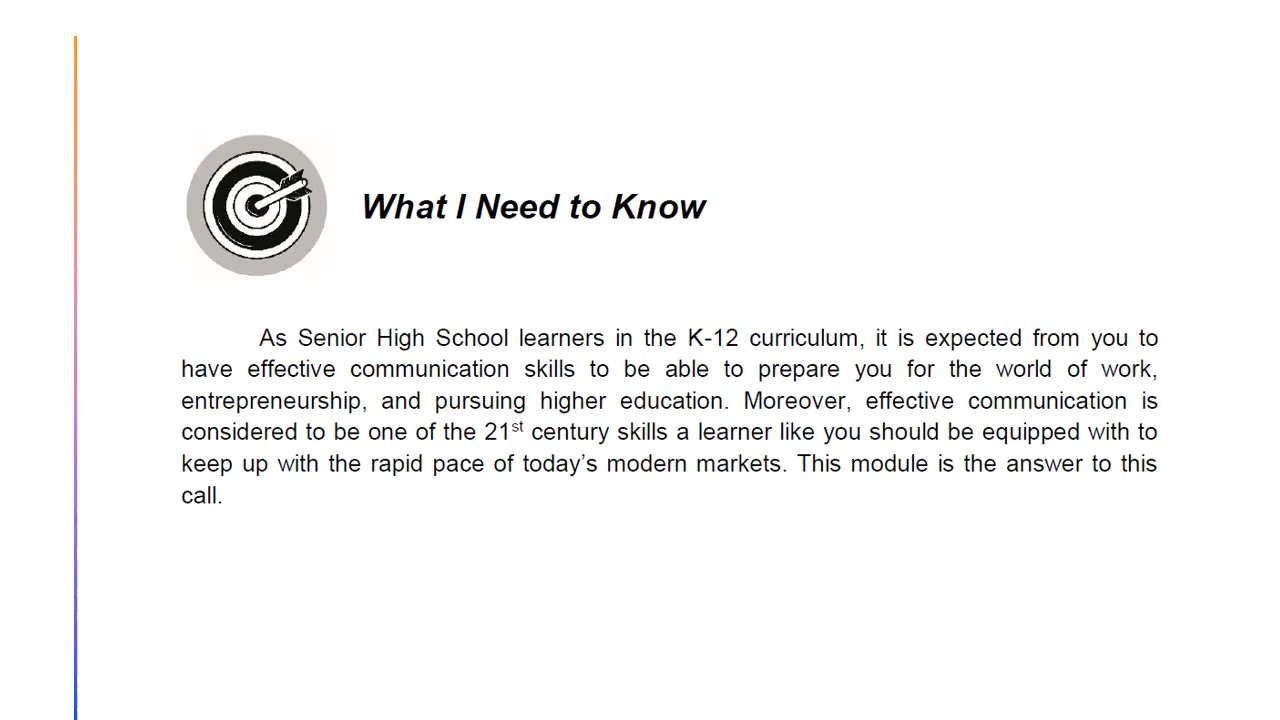 What I Need to Know
As Senior High School learners in the K-12 curriculum, it is expected from you to
have effective communication skills to be able to prepare you for the world of work,
entrepreneurship, and pursuing higher education. Moreover, effective communication is
considered to be one of the 21st century skills a learner like you should be equipped with to
keep up with the rapid pace of today’s modern markets. This module is the answer to this
call.